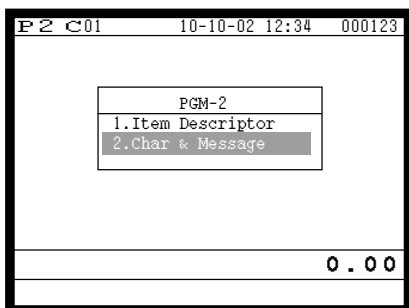 P2 C01 10-10-02 12:34 000123
PGM-2
1.Item Descriptor
2.Char & Message
0.00